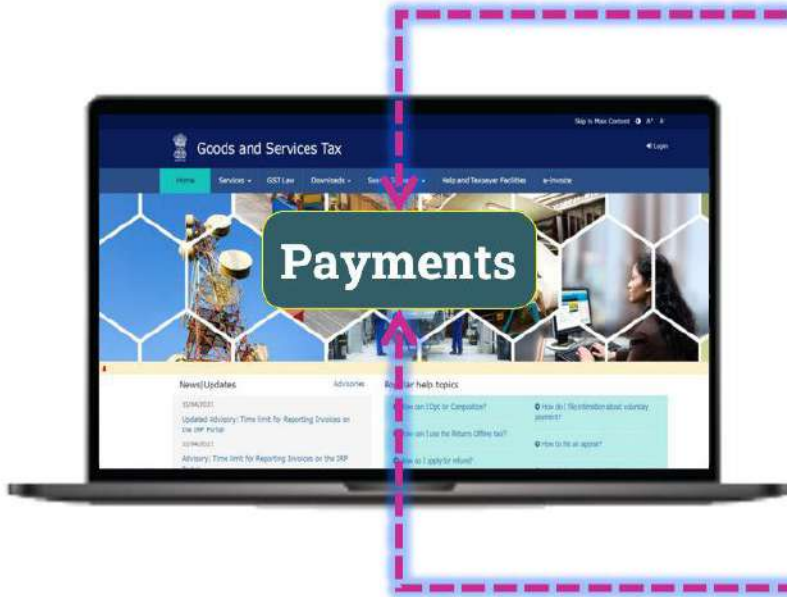 Skip to Main Content A+ A-
Goods and Services Tax
Login
Home Services GST Law Downloads Help and Taxpayer Facilities e-Invoice
Payments
News|Updates Advisories
Popular help topics
Updated Advisory: Time limit for Reporting Invoices on
the IRP Portal
Advisory: Time limit for Reporting Invoices on the IRP
How can I Opt for Composition?
How can I use the Returns Offline tool?
How do I apply for refund?
How do I file intimation about voluntary
payment?
How to file an appeal?